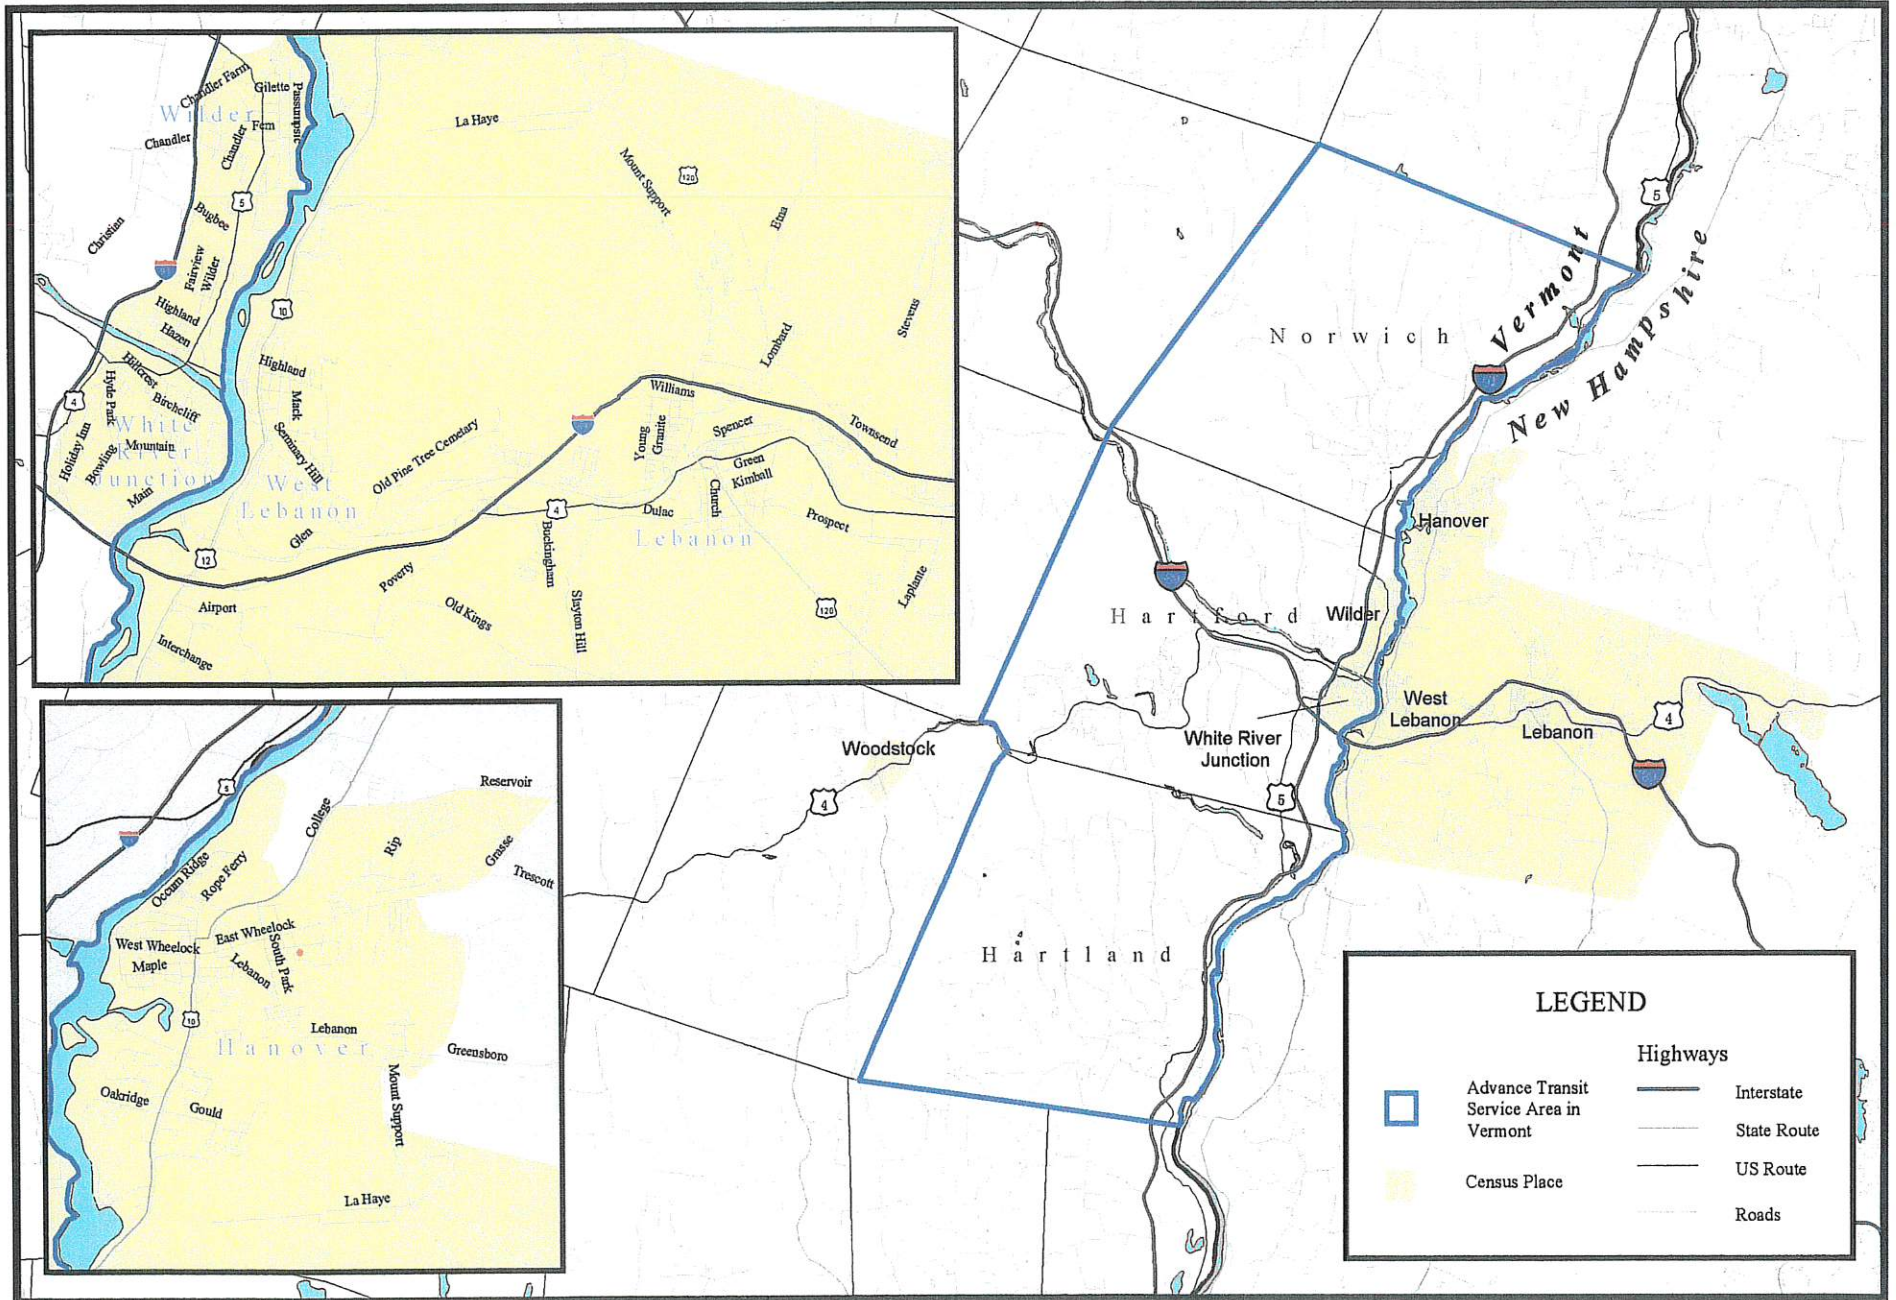 Chandler Farm
Gilette
Passumpsic
Wilder
Fern
Chandler
Chandler
La Haye
Mount Support
120
5
Etna
Bugbee
Christian
91
Fairview
Wilder
Highland
10
Stevens
Hazen
Lombard
Hillcrest
Highland
Hyde Park
Birchcliff
Mack
Williams
4
White
River
Junction
Holiday Inn
Bowling
Mountain
Main
Seminary Hill
Old Pine Tree Cemetary
Young
Granite
Spencer
Townsend
Green
Kimball
West
Lebanon
Church
4
Dulac
Prospect
Glen
Lebanon
12
Buckingham
Poverty
Laplante
Airport
Old Kings
Slayton Hill
120
Interchange
5
Reservoir
College
Rip
Grasse
Trescott
Occum Ridge
Rope Ferry
West Wheelock
East Wheelock
Maple
Lebanon
South Park
10
Lebanon
Hanover
Greensboro
Oakridge
Gould
Mount Support
La Haye
5
Vermont
New Hampshire
Norwich
Hanover
Hartford
Wilder
West
Lebanon
4
Lebanon
White River
Junction
Woodstock
4
5
Hartland
LEGEND
Highways
Advance Transit
Service Area in
Vermont
Interstate
State Route
US Route
Census Place
Roads